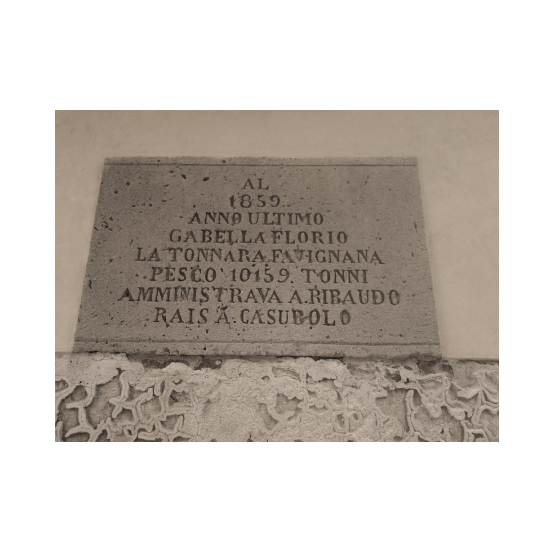 AL
1859.
ANNO ULTIMO
GABELLA FLORIO
LA TONNARA FAVIGNANA
PESCO' 10159. TONNI
AMMINISTRAVA A. RIBAUDO
RAIS A. CASUBOLO